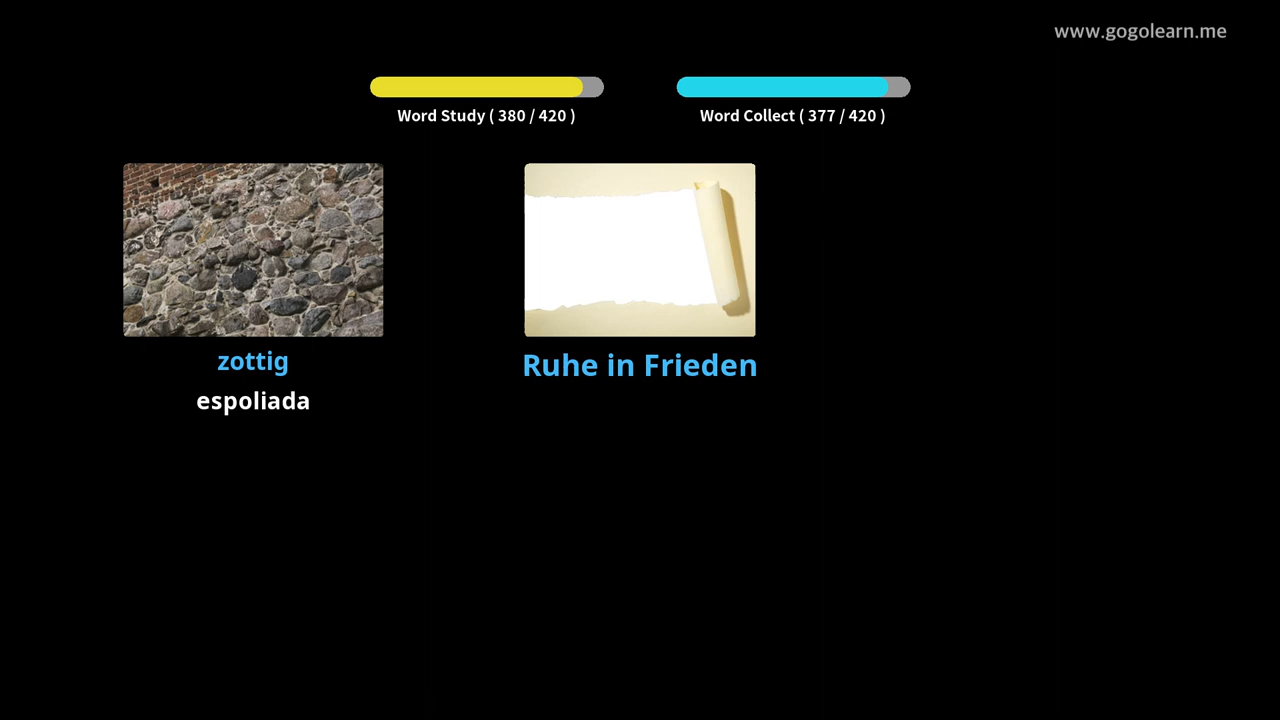 www.gogolearn.me
Word Study ( 380 / 420 )
Word Collect ( 377 / 420 )
zottig
espoliada
Ruhe in Frieden